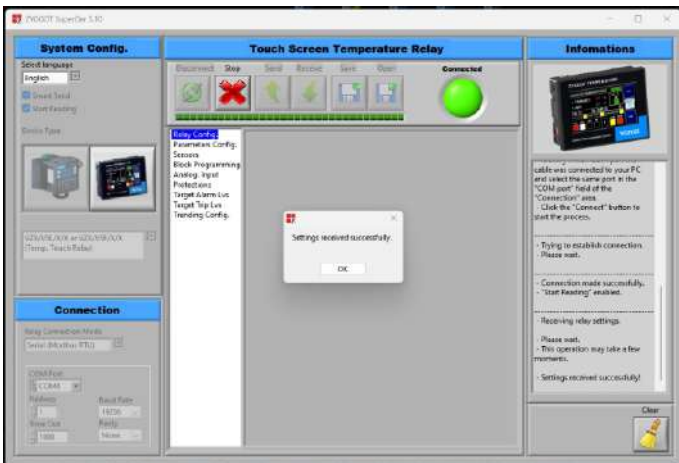 System Config.
Select language
English
Smart Send
Start Reading
Device Type
(Temp. Touch Relay)
Connection
Relay Connection Mode
Serial (Modbus RTU)
COM Port
COM4
Address
Baud Rate
1
19200
Time Out
Parity
1000
None
Touch Screen Temperature Relay
Disconnect Stop Send Receive Save Open Connected
Relay Config.
Parameters Config.
Sensors
Block Programming
Analog. Input
Protections
Target Alarm Lvs
Target Trip Lvs
Trending Config.
Settings received successfully.
OK
Infomations
cable was connected to your PC
and select the same port in the
"COM port" field of the
"Connection" area.
- Click the "Connect" button to
start the process.
- Trying to establish connection.
- Please wait.
- Connection made successfully.
- "Start Reading" enabled.
- Receiving relay settings.
- Please wait.
- This operation may take a few
moments.
- Settings received successfully!
Clear